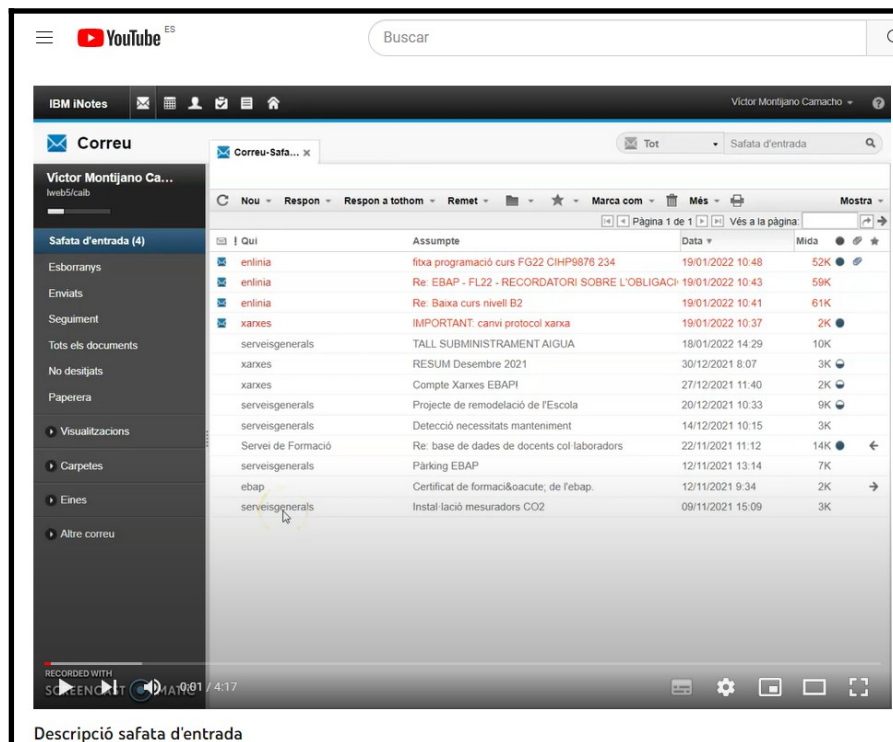 YouTube ES
Buscar
IBM iNotes
Víctor Montijano Camacho
Correu
Correu-Safa...
Tot
Safata d'entrada
Victor Montijano Ca...
lweb5/caib
Nou Respon Respon a tothom Remet Marca com Més Mostra
Pàgina 1 de 1 Vés a la pàgina:
Safata d'entrada (4)
Esborranys
Enviats
Seguiment
Tots els documents
No desitjats
Paperera
Visualitzacions
Carpetes
Eines
Altre correu
! Qui Assumpte Data Mida
enlinia fitxa programació curs FG22 CIHP9876 234 19/01/2022 10:48 52K
enlinia Re: EBAP - FL22 - RECORDATORI SOBRE L'OBLIGACI 19/01/2022 10:43 59K
enlinia Re: Baixa curs nivell B2 19/01/2022 10:41 61K
xarxes IMPORTANT: canvi protocol xarxa 19/01/2022 10:37 2K
serveisgenerals TALL SUBMINISTRAMENT AIGUA 18/01/2022 14:29 10K
xarxes RESUM Desembre 2021 30/12/2021 8:07 3K
xarxes Compte Xarxes EBAP! 27/12/2021 11:40 2K
serveisgenerals Projecte de remodelació de l'Escola 20/12/2021 10:33 9K
serveisgenerals Detecció necessitats manteniment 14/12/2021 10:15 3K
Servei de Formació Re: base de dades de docents col·laboradors 22/11/2021 11:12 14K
serveisgenerals Pàrking EBAP 12/11/2021 13:14 7K
ebap Certificat de formaci&oacute; de l'ebap. 12/11/2021 9:34 2K
serveisgenerals Instal·lació mesuradors CO2 09/11/2021 15:09 3K
RECORDED WITH
SCREENCAST MATIC
0:01 / 4:17
Descripció safata d'entrada